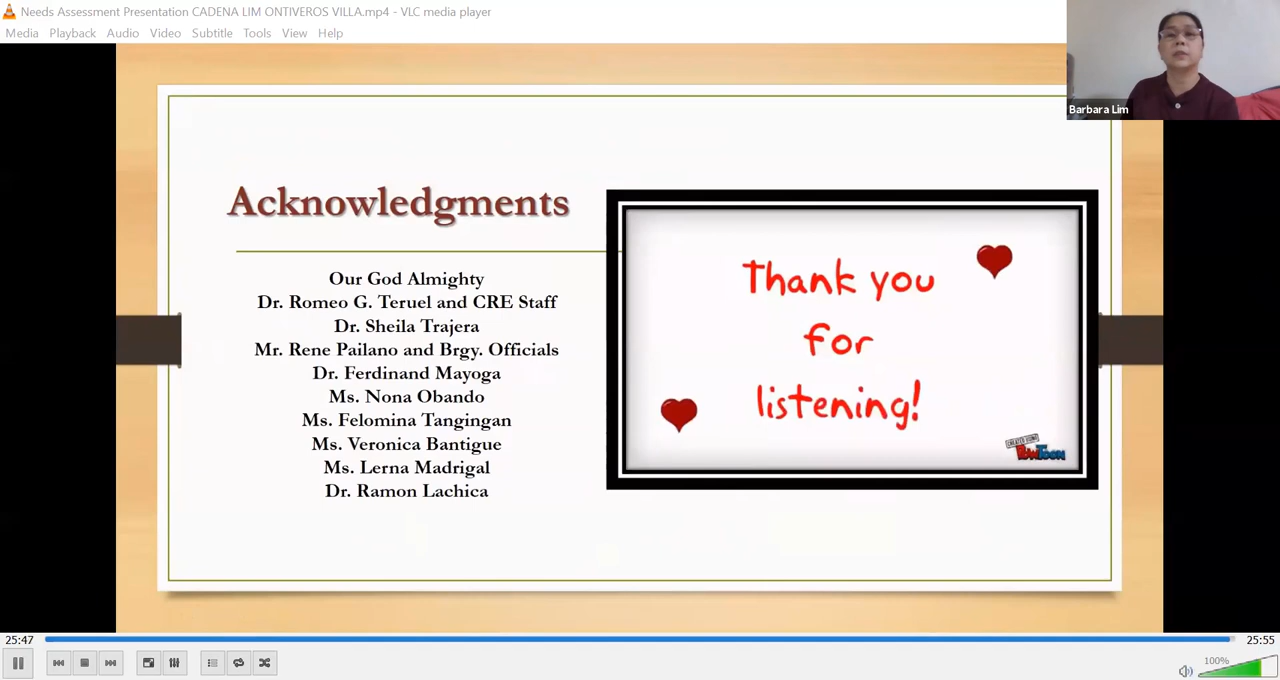 Needs Assessment Presentation CADENA LIM ONTIVEROS VILLA.mp4 - VLC media player
Media Playback Audio Video Subtitle Tools View Help
Barbara Lim
Acknowledgments
Our God Almighty
Dr. Romeo G. Teruel and CRE Staff
Dr. Sheila Trajera
Mr. Rene Pailano and Brgy. Officials
Dr. Ferdinand Mayoga
Ms. Nona Obando
Ms. Felomina Tangingan
Ms. Veronica Bantigue
Ms. Lerna Madrigal
Dr. Ramon Lachica
Thank you
for
listening!
CREATED USING
POWTOON
25:47
25:55
100%